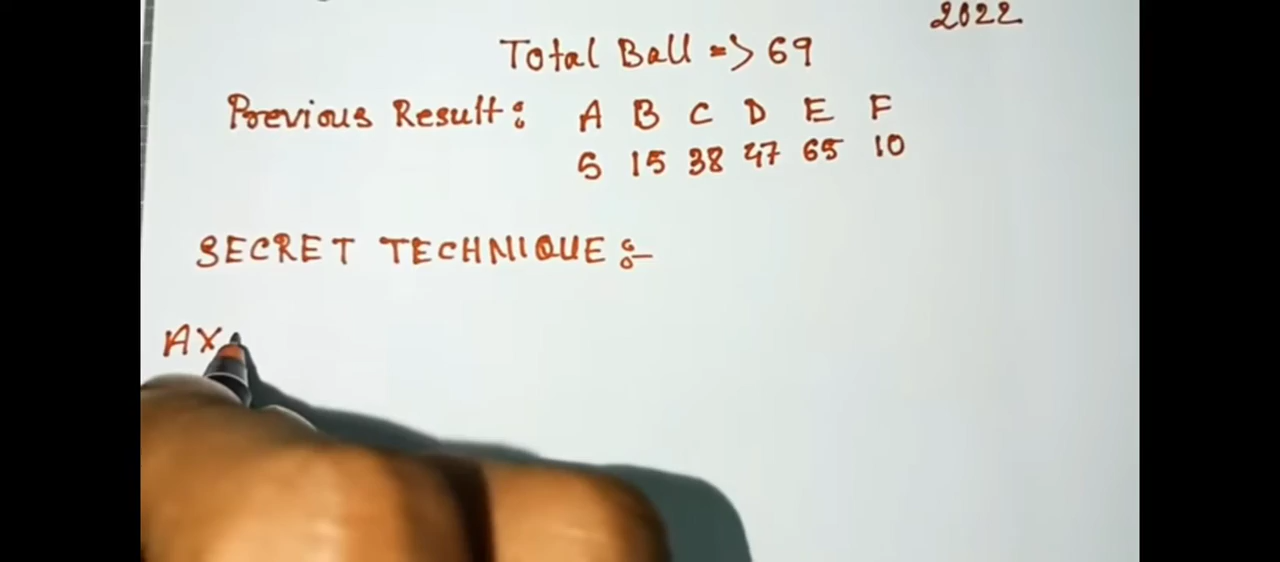 2022
Total Ball => 69
Previous Result: A B C D E F
5 15 38 47 65 10
SECRET TECHNIQUE :-
AX